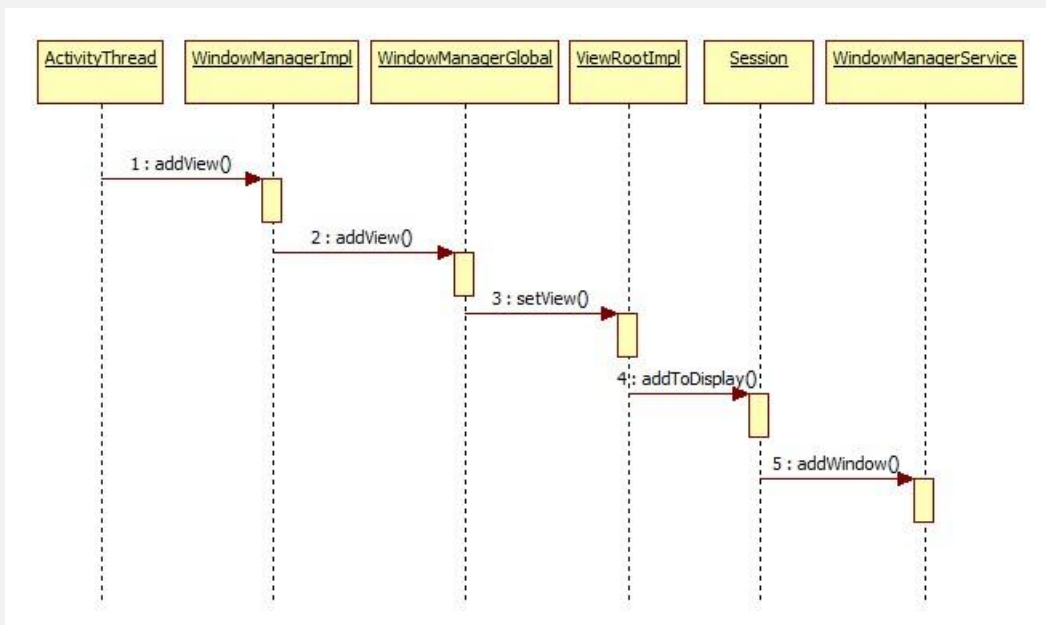 ActivityThread
WindowManagerImpl
WindowManagerGlobal
ViewRootImpl
Session
WindowManagerService
1 : addView()
2 : addView()
3 : setView()
4 : addToDisplay()
5 : addWindow()